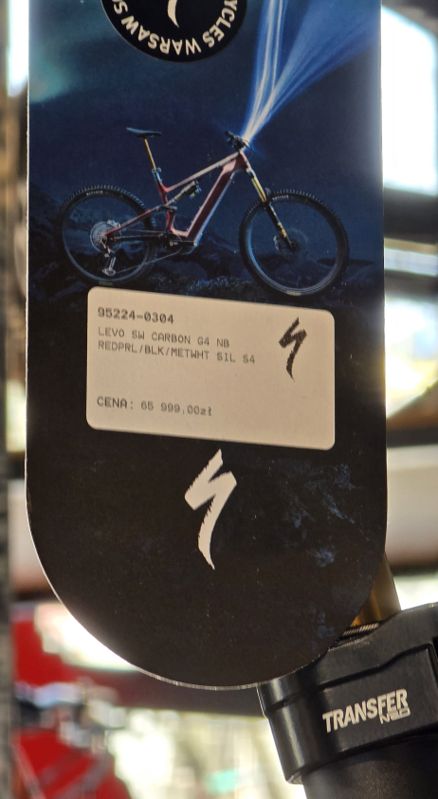 CYCLES WARSAW S
95224-0304
LEVO SW CARBON G4 NB
REDPRL/BLK/METWHT SIL S4
CENA: 65 999,00zł
TRANSFER
NEO